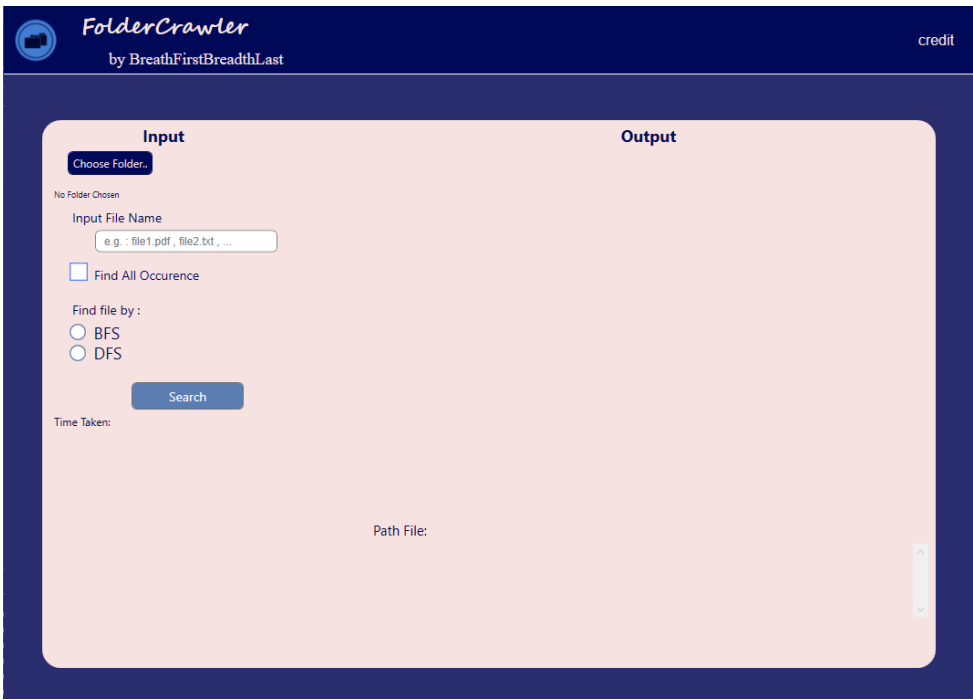 FolderCrawler
by BreathFirstBreadthLast
credit
Input
Output
Choose Folder..
No Folder Chosen
Input File Name
e.g. : file1.pdf , file2.txt , ...
Find All Occurence
Find file by :
BFS
DFS
Search
Time Taken:
Path File: